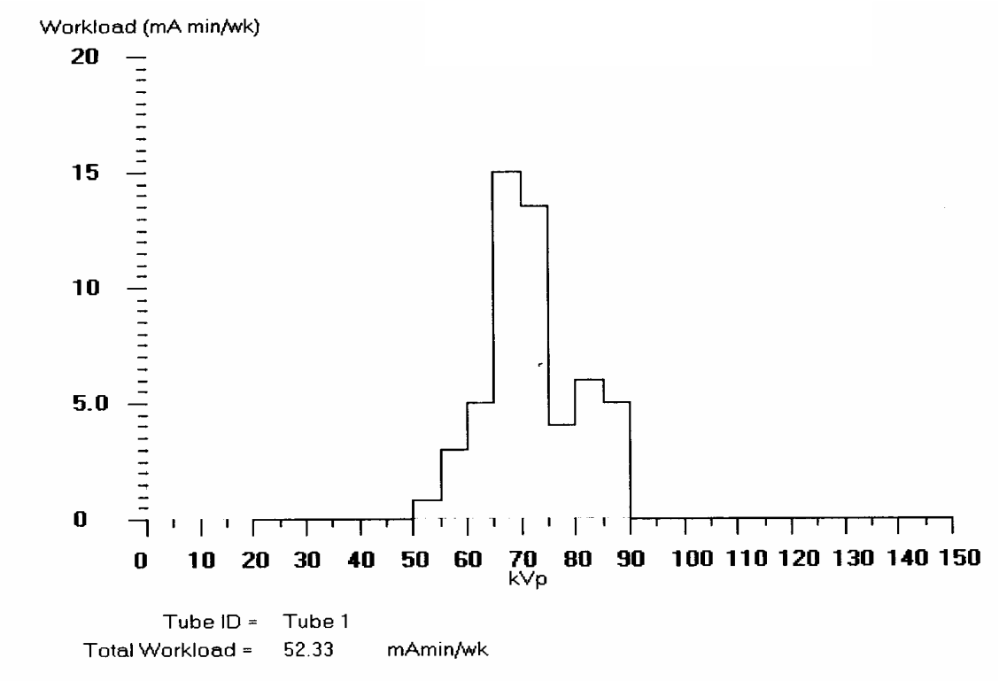 Workload (mA min/wk)
20
15
10
5.0
0
0 10 20 30 40 50 60 70 80 90 100 110 120 130 140 150
kVp
Tube ID = Tube 1
Total Workload = 52.33 mAmin/wk